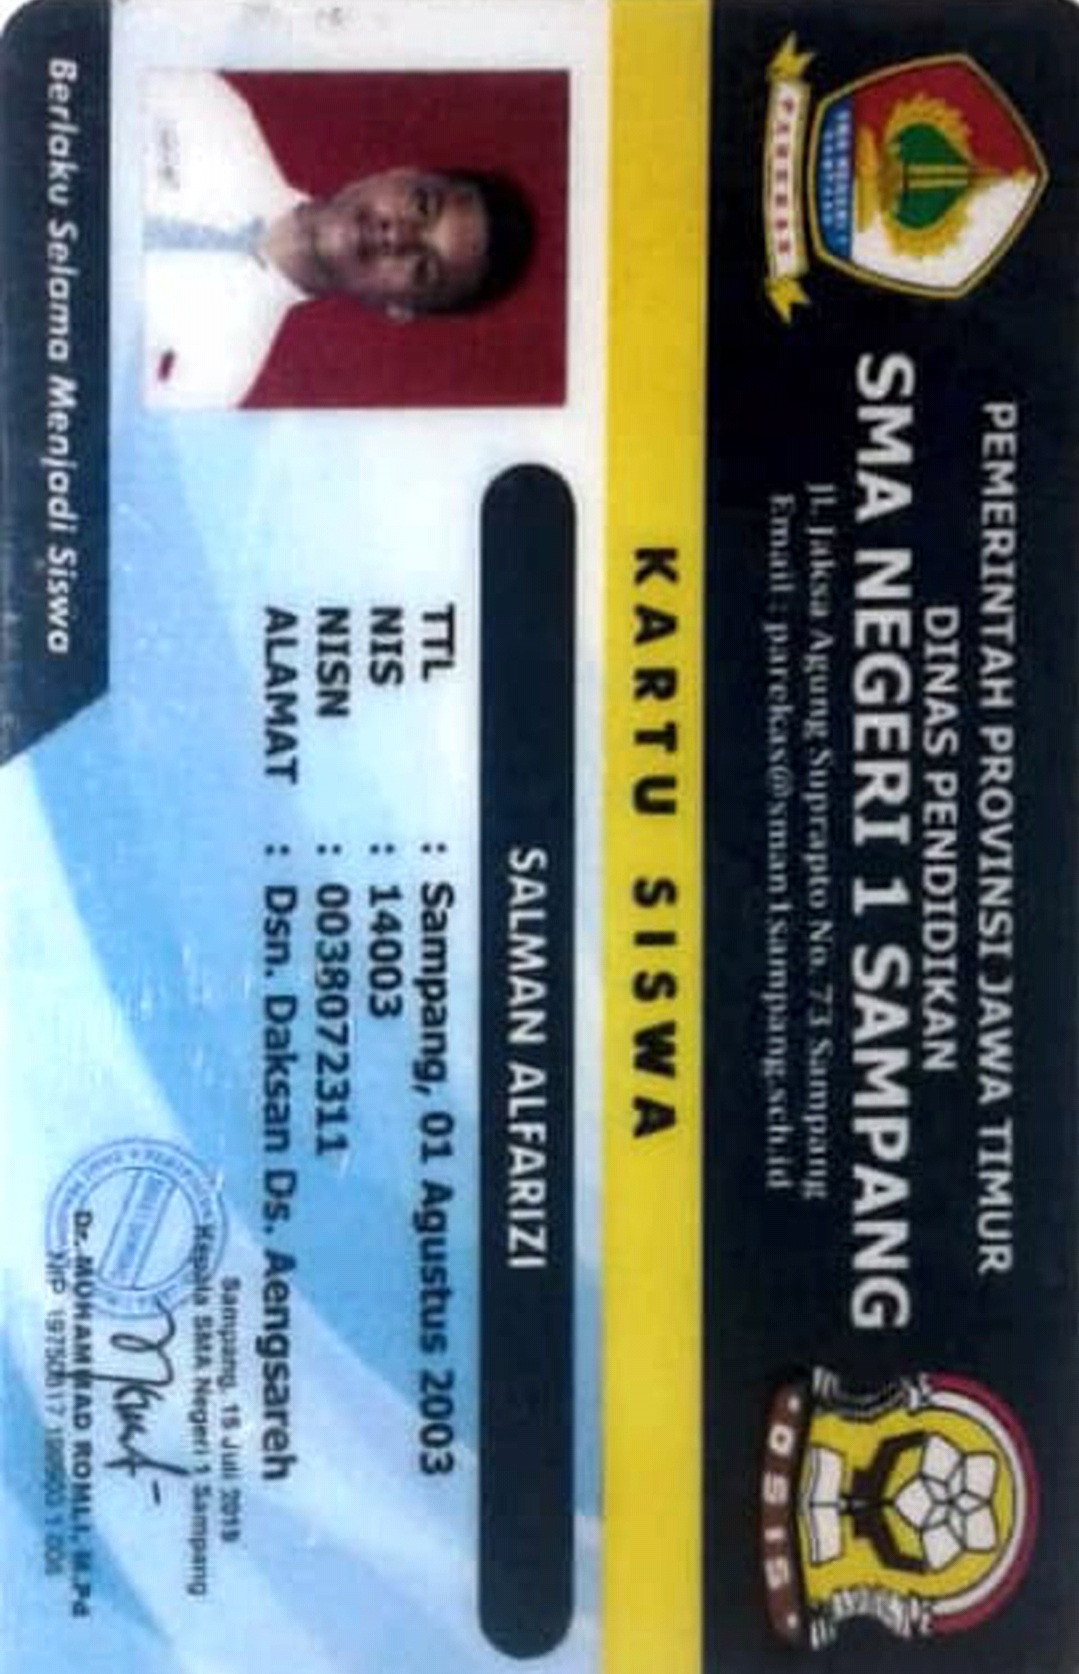 PEMERINTAH PROVINSI JAWA TIMUR
DINAS PENDIDIKAN
SMA NEGERI 1 SAMPANG
Jl. Jaksa Agung Suprapto No. 73 Sampang
Email : parekas@sman1sampang.sch.id
PAREKAS
OSIS
KARTU SISWA
SALMAN ALFARIZI
TTL : Sampang, 01 Agustus 2003
NIS : 14003
NISN : 0038072311
ALAMAT : Dsn. Daksan Ds. Aengsareh
Sampang, 15 Juli 2019
Kepala SMA Negeri 1 Sampang
Dr. MUHAMMAD ROMLI, M.Pd
NIP.
Berlaku Selama Menjadi Siswa